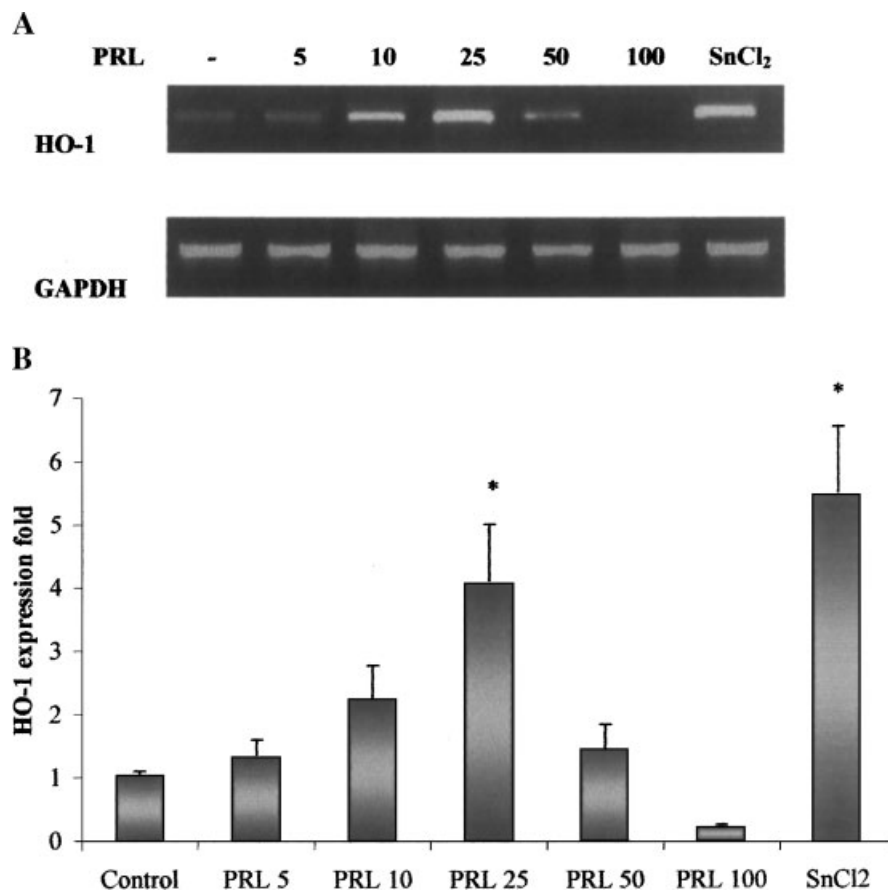 A
PRL - 5 10 25 50 100 SnCl₂
HO-1
GAPDH
B
7
6
5
4
3
2
1
0
HO-1 expression fold
*
*
Control PRL 5 PRL 10 PRL 25 PRL 50 PRL 100 SnCl2